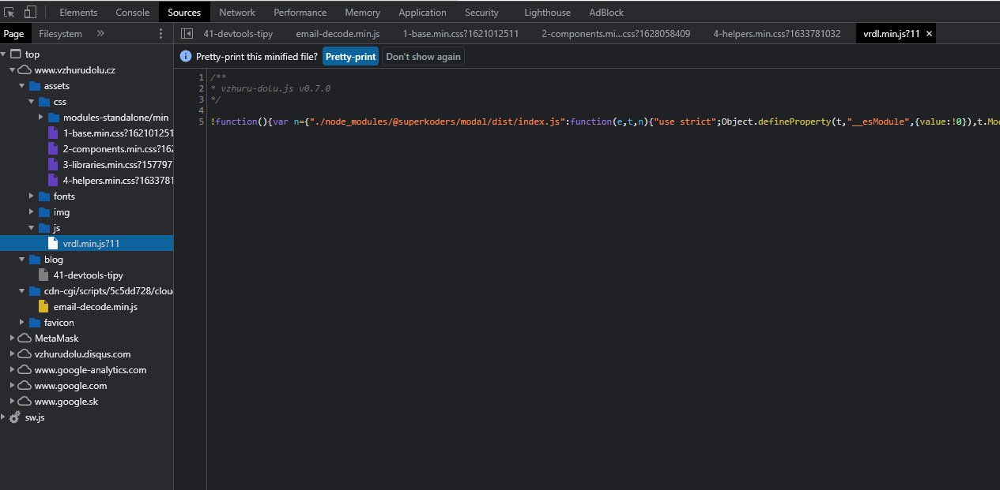 Elements Console Sources Network Performance Memory Application Security Lighthouse AdBlock
Page Filesystem »
41-devtools-tipy email-decode.min.js 1-base.min.css?1621012511 2-components.mi...css?1628058409 4-helpers.min.css?1633781032 vrdl.min.js?11 ×
Pretty-print this minified file? Pretty-print Don't show again
top
www.vzhurudolu.cz
assets
css
modules-standalone/min
1-base.min.css?162101251
2-components.min.css?162
3-libraries.min.css?157797
4-helpers.min.css?1633781
fonts
img
js
vrdl.min.js?11
blog
41-devtools-tipy
cdn-cgi/scripts/5c5dd728/clou
email-decode.min.js
favicon
MetaMask
vzhurudolu.disqus.com
www.google-analytics.com
www.google.com
www.google.sk
sw.js
1 /**
2 * vzhuru-dolu.js v0.7.0
3 */
4
5 !function(){var n={"./node_modules/@superkoders/modal/dist/index.js":function(e,t,n){"use strict";Object.defineProperty(t,"__esModule",{value:!0}),t.Mod